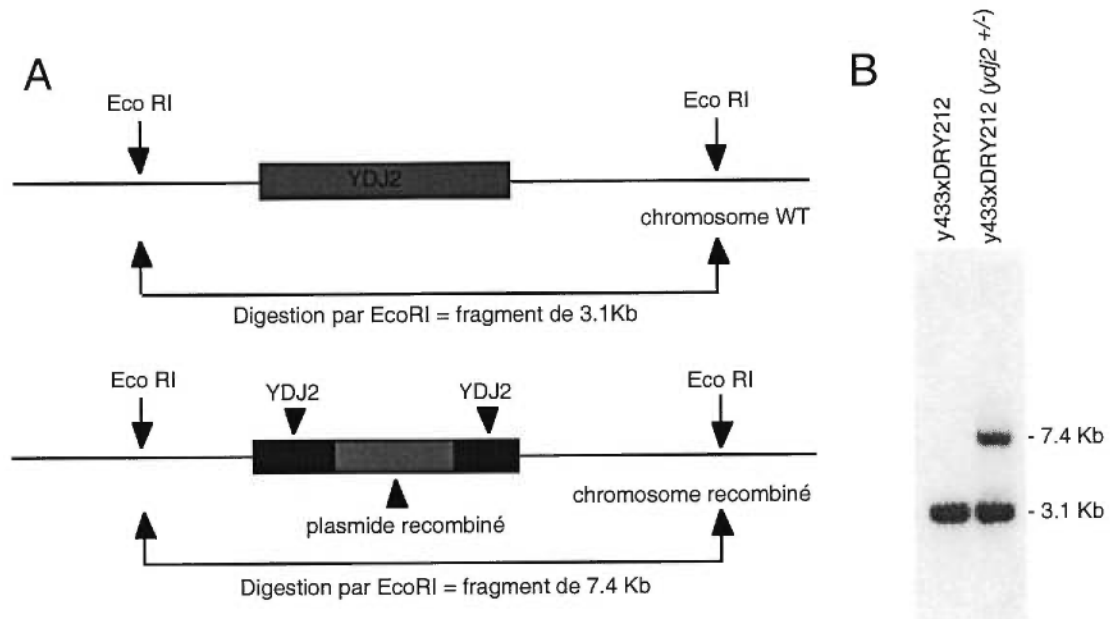 A
Eco RI
Eco RI
YDJ2
chromosome WT
Digestion par EcoRI = fragment de 3.1Kb
Eco RI
YDJ2
YDJ2
Eco RI
plasmide recombiné
chromosome recombiné
Digestion par EcoRI = fragment de 7.4 Kb
B
y433xDRY212
y433xDRY212 (ydj2 +/-)
- 7.4 Kb
- 3.1 Kb